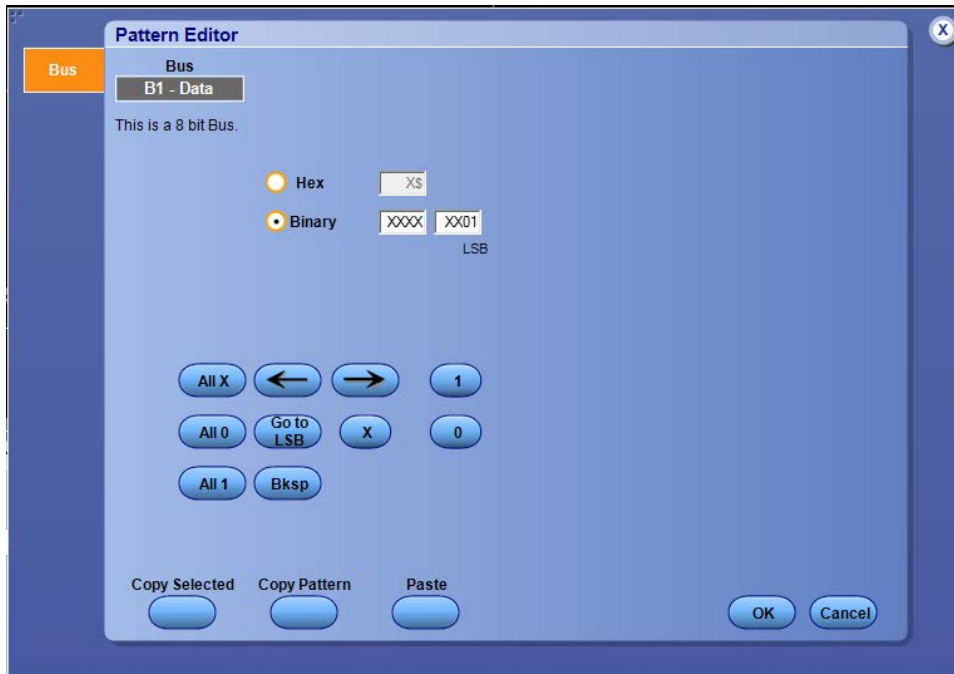 Pattern Editor
X
Bus
Bus
B1 - Data
This is a 8 bit Bus.
Hex X$
Binary XXXX XX01
LSB
All X 1
All 0 Go to LSB X 0
All 1 Bksp
Copy Selected Copy Pattern Paste
OK Cancel